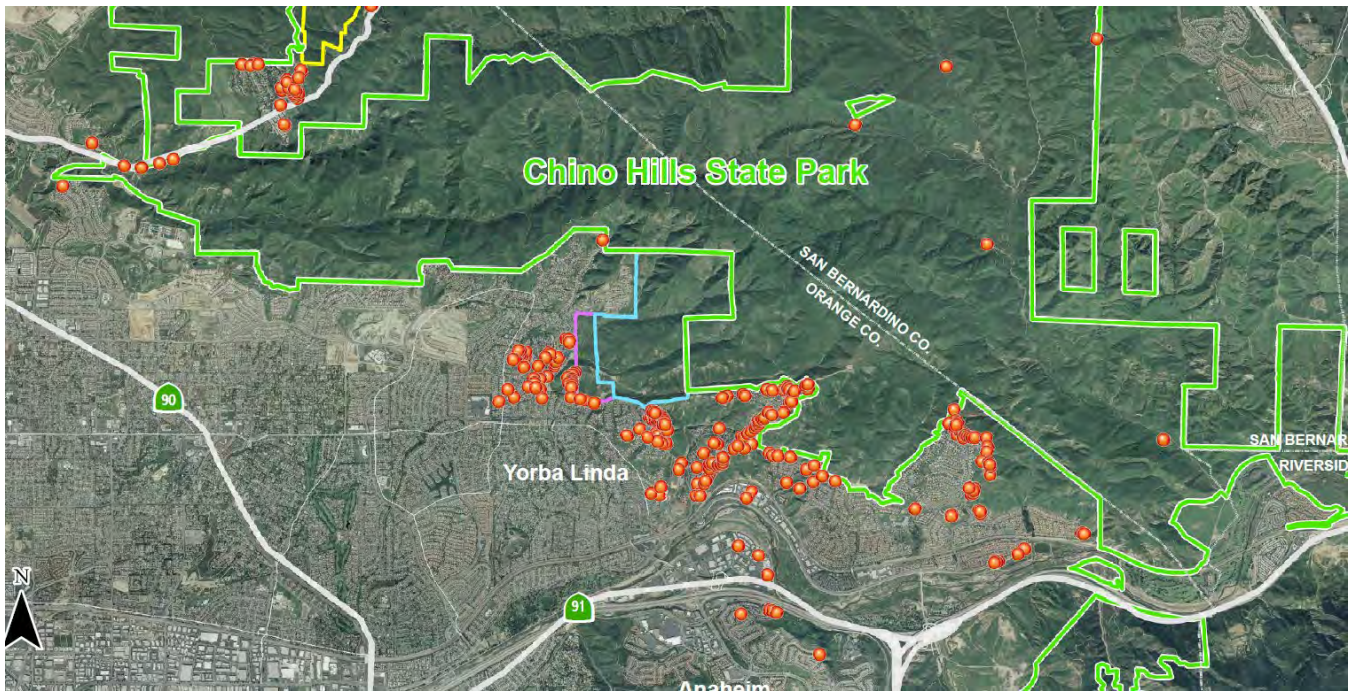 Chino Hills State Park
SAN BERNARDINO CO.
ORANGE CO.
90
SAN BERNAR
RIVERSID
Yorba Linda
N
91
Anaheim